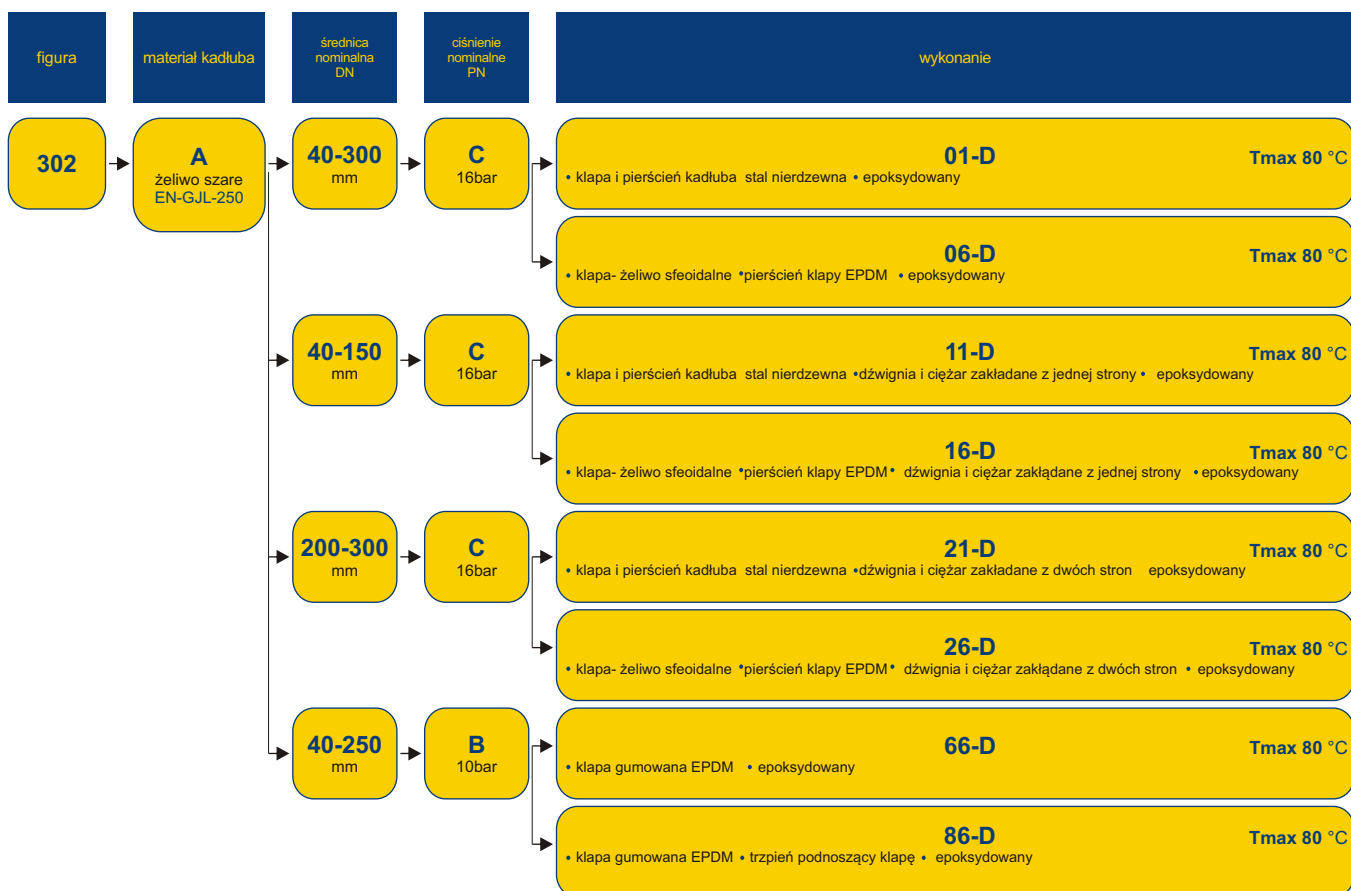 figura
materiał kadłuba
średnica
nominalna
DN
ciśnienie
nominalne
PN
wykonanie
302
A
żeliwo szare
EN-GJL-250
40-300
mm
C
16bar
01-D
Tmax 80 °C
• klapa i pierścień kadłuba stal nierdzewna • epoksydowany
06-D
Tmax 80 °C
• klapa- żeliwo sfeoidalne •pierścień klapy EPDM • epoksydowany
40-150
mm
C
16bar
11-D
Tmax 80 °C
• klapa i pierścień kadłuba stal nierdzewna •dźwignia i ciężar zakładane z jednej strony • epoksydowany
16-D
Tmax 80 °C
• klapa- żeliwo sfeoidalne •pierścień klapy EPDM • dźwignia i ciężar zakłądane z jednej strony • epoksydowany
200-300
mm
C
16bar
21-D
Tmax 80 °C
• klapa i pierścień kadłuba stal nierdzewna •dźwignia i ciężar zakładane z dwóch stron epoksydowany
26-D
Tmax 80 °C
• klapa- żeliwo sfeoidalne •pierścień klapy EPDM • dźwignia i ciężar zakłądane z dwóch stron • epoksydowany
40-250
mm
B
10bar
66-D
Tmax 80 °C
• klapa gumowana EPDM • epoksydowany
86-D
Tmax 80 °C
• klapa gumowana EPDM • trzpień podnoszący klapę • epoksydowany